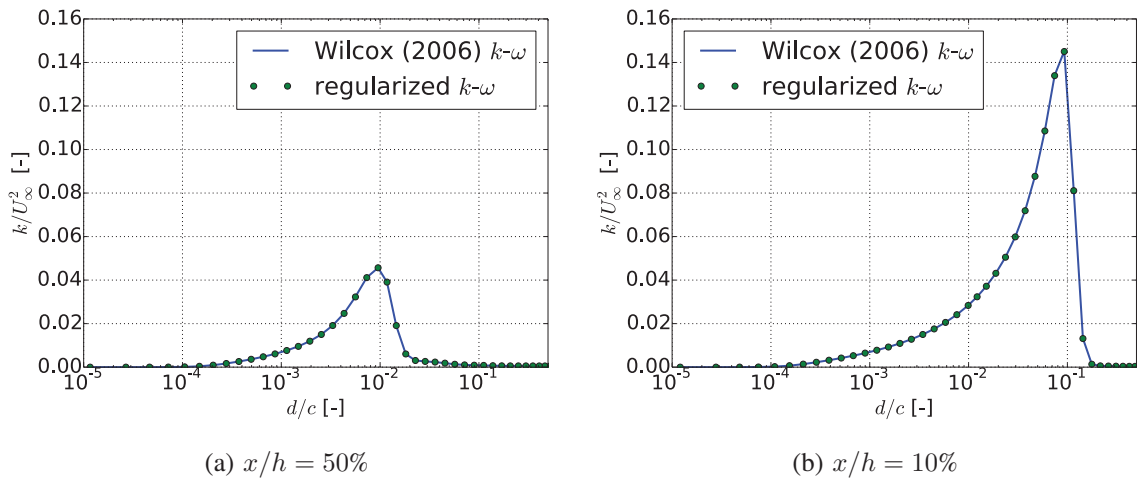 0.16
0.14
0.12
0.10
0.08
0.06
0.04
0.02
0.00
k/U∞² [-]
Wilcox (2006) k-ω
regularized k-ω
10⁻⁵ 10⁻⁴ 10⁻³ 10⁻² 10⁻¹
d/c [-]
(a) x/h = 50%
0.16
0.14
0.12
0.10
0.08
0.06
0.04
0.02
0.00
k/U∞² [-]
Wilcox (2006) k-ω
regularized k-ω
10⁻⁵ 10⁻⁴ 10⁻³ 10⁻² 10⁻¹
d/c [-]
(b) x/h = 10%